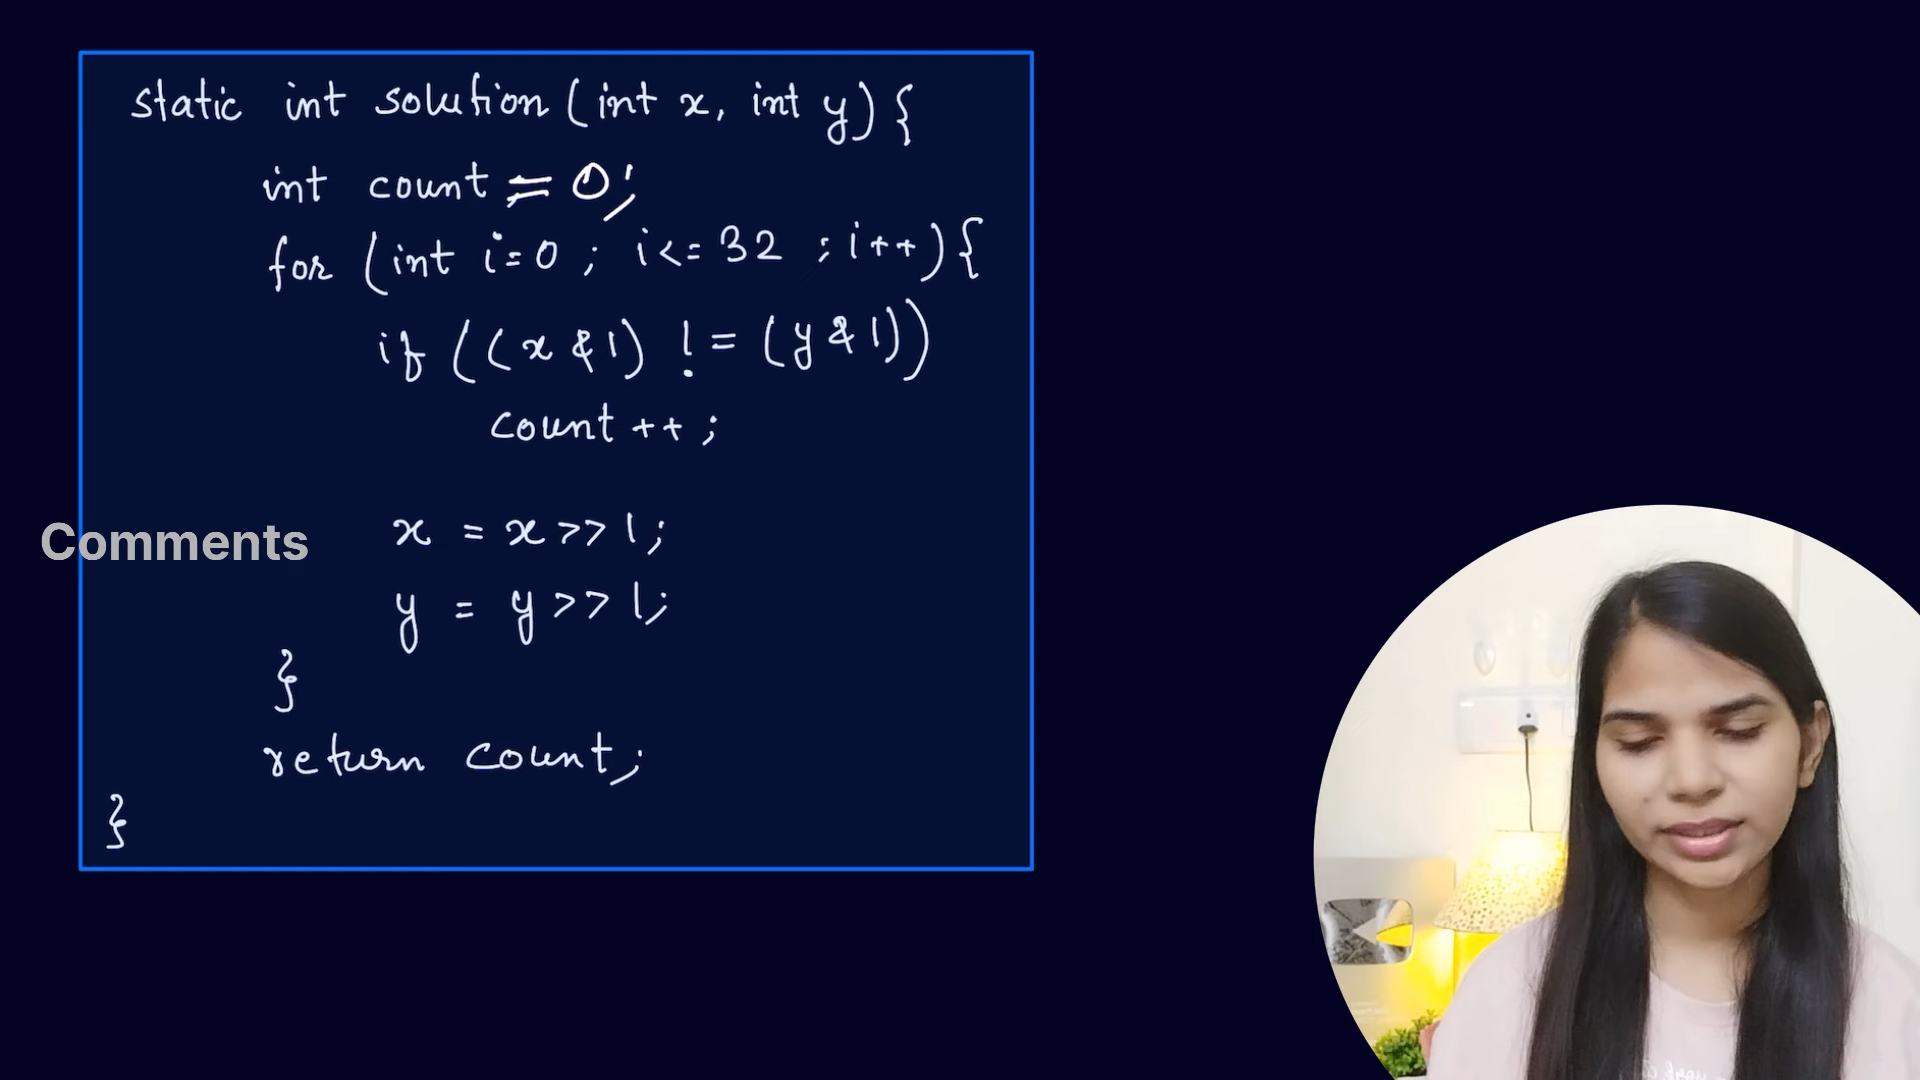 static int solution (int x, int y) {
int count = 0;
for (int i=0 ; i<= 32 ; i++) {
if ((x &1) != (y &1))
count ++ ;
Comments
x = x >> 1;
y = y >> 1;
}
return count;
}